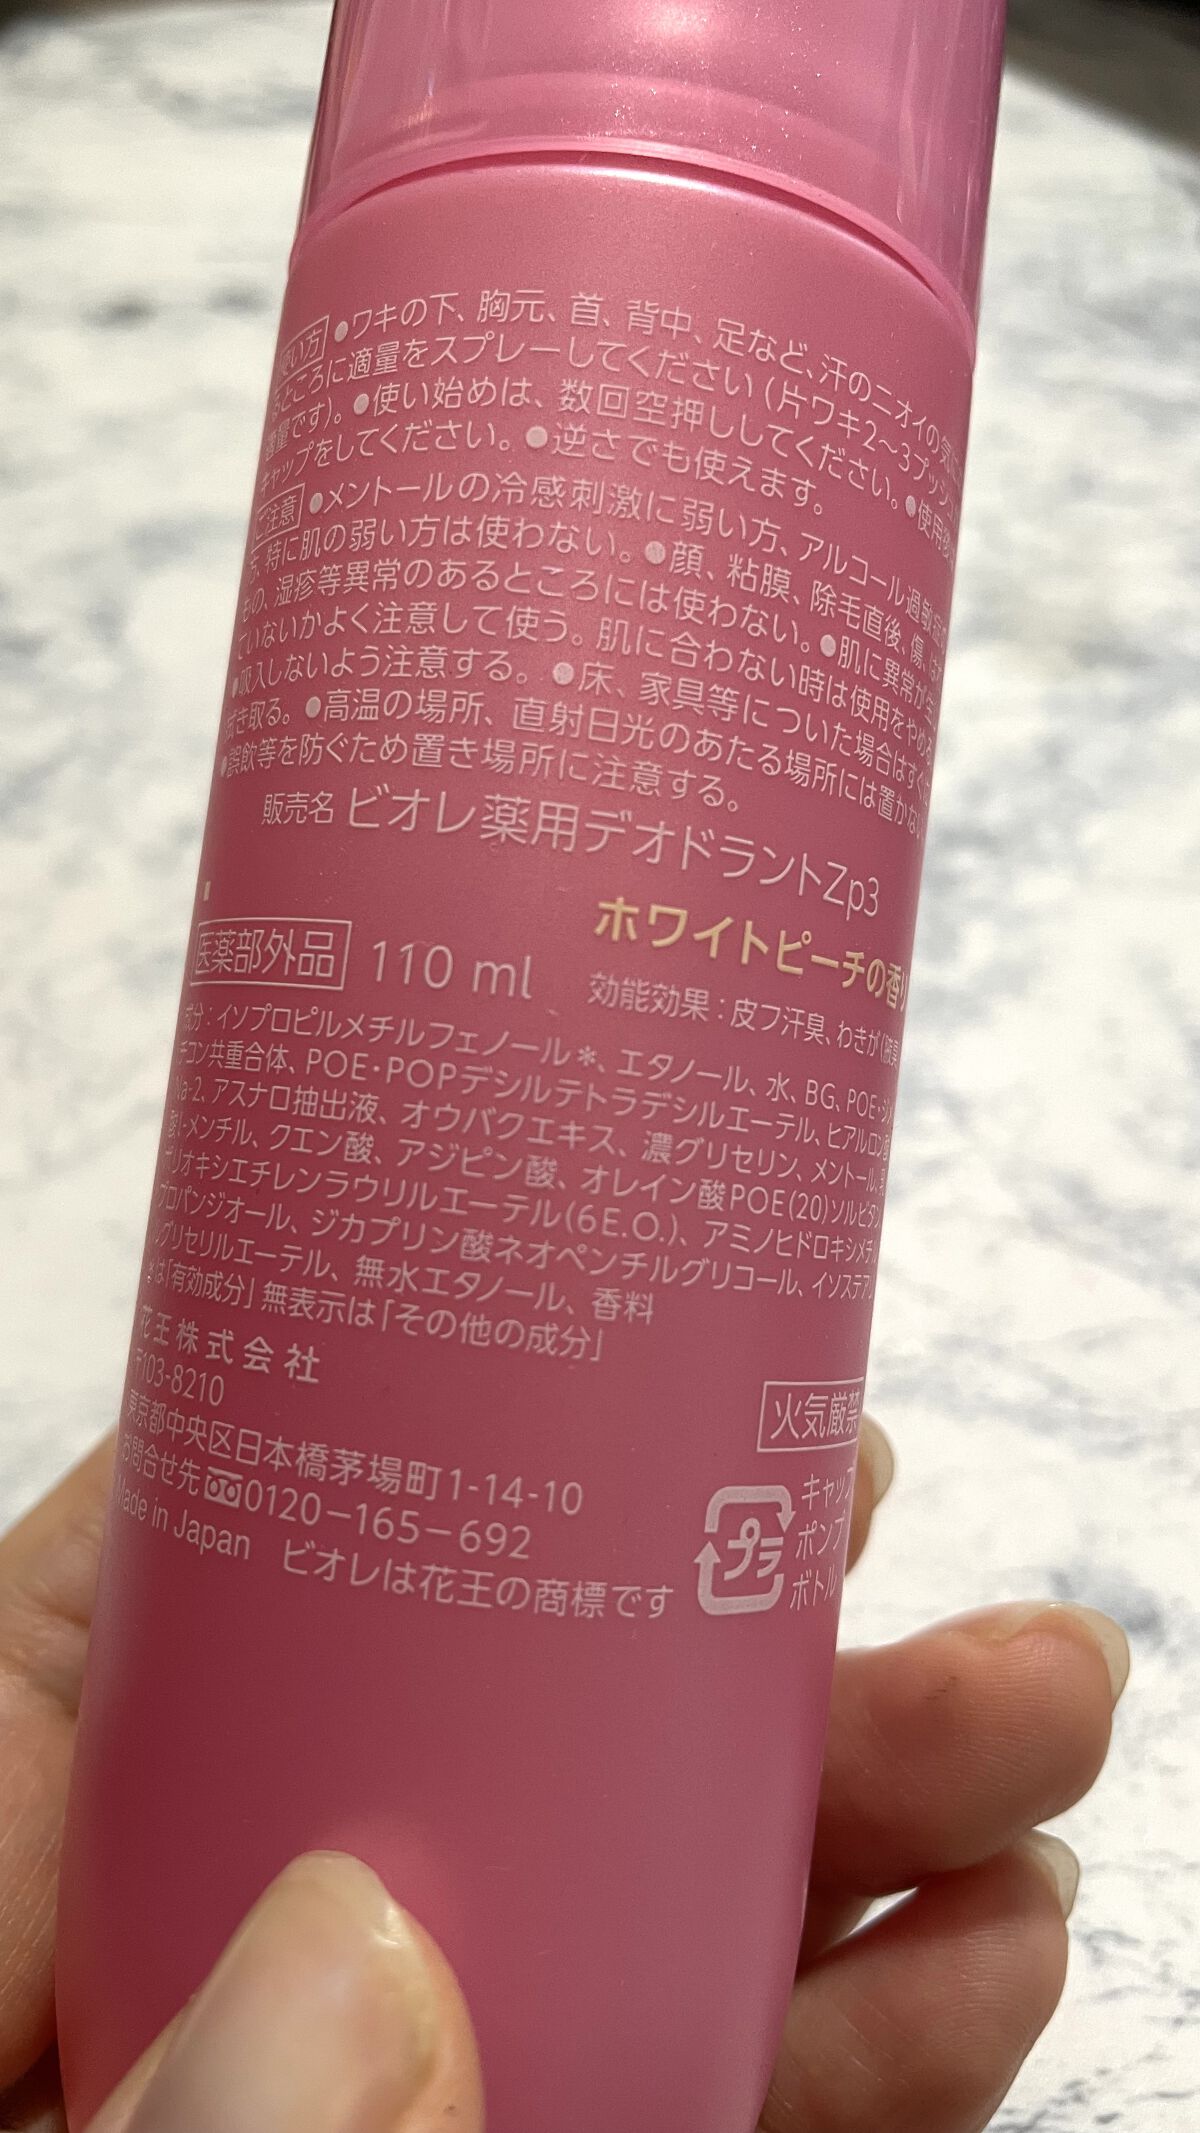 使い方 ●ワキの下、胸元、首、背中、足など、汗のニオイの気に
るところに適量をスプレーしてください(片ワキ2〜3プッシュ
適量です)。●使い始めは、数回空押ししてください。●使用後は
キャップをしてください。●逆さでも使えます。
ご注意 ●メントールの冷感刺激に弱い方、アルコール過敏症の
方、特に肌の弱い方は使わない。●顔、粘膜、除毛直後、傷、はれ
もの、湿疹等異常のあるところには使わない。●肌に異常が生
ていないかよく注意して使う。肌に合わない時は使用をやめる
●吸入しないよう注意する。●床、家具等についた場合はすぐに
拭き取る。●高温の場所、直射日光のあたる場所には置かない
●誤飲等を防ぐため置き場所に注意する。
販売名 ビオレ薬用デオドラントZp3
ホワイトピーチの香り
医薬部外品 110 ml
効能効果:皮フ汗臭、わきが(腋臭
成分:イソプロピルメチルフェノール*、エタノール、水、BG、POE・ジメ
チコン共重合体、POE・POPデシルテトラデシルエーテル、ヒアルロン酸
Na-2、アスナロ抽出液、オウバクエキス、濃グリセリン、メントール、乳
酸l-メンチル、クエン酸、アジピン酸、オレイン酸POE(20)ソルビタン
ポリオキシエチレンラウリルエーテル(6E.O.)、アミノヒドロキシメチル
プロパンジオール、ジカプリン酸ネオペンチルグリコール、イソステアリ
ルグリセリルエーテル、無水エタノール、香料
*は「有効成分」無表示は「その他の成分」
花王株式会社
〒103-8210
東京都中央区日本橋茅場町1-14-10
お問合せ先 0120-165-692
Made in Japan ビオレは花王の商標です
火気厳禁
プラ
キャップ
ポンプ
ボトル